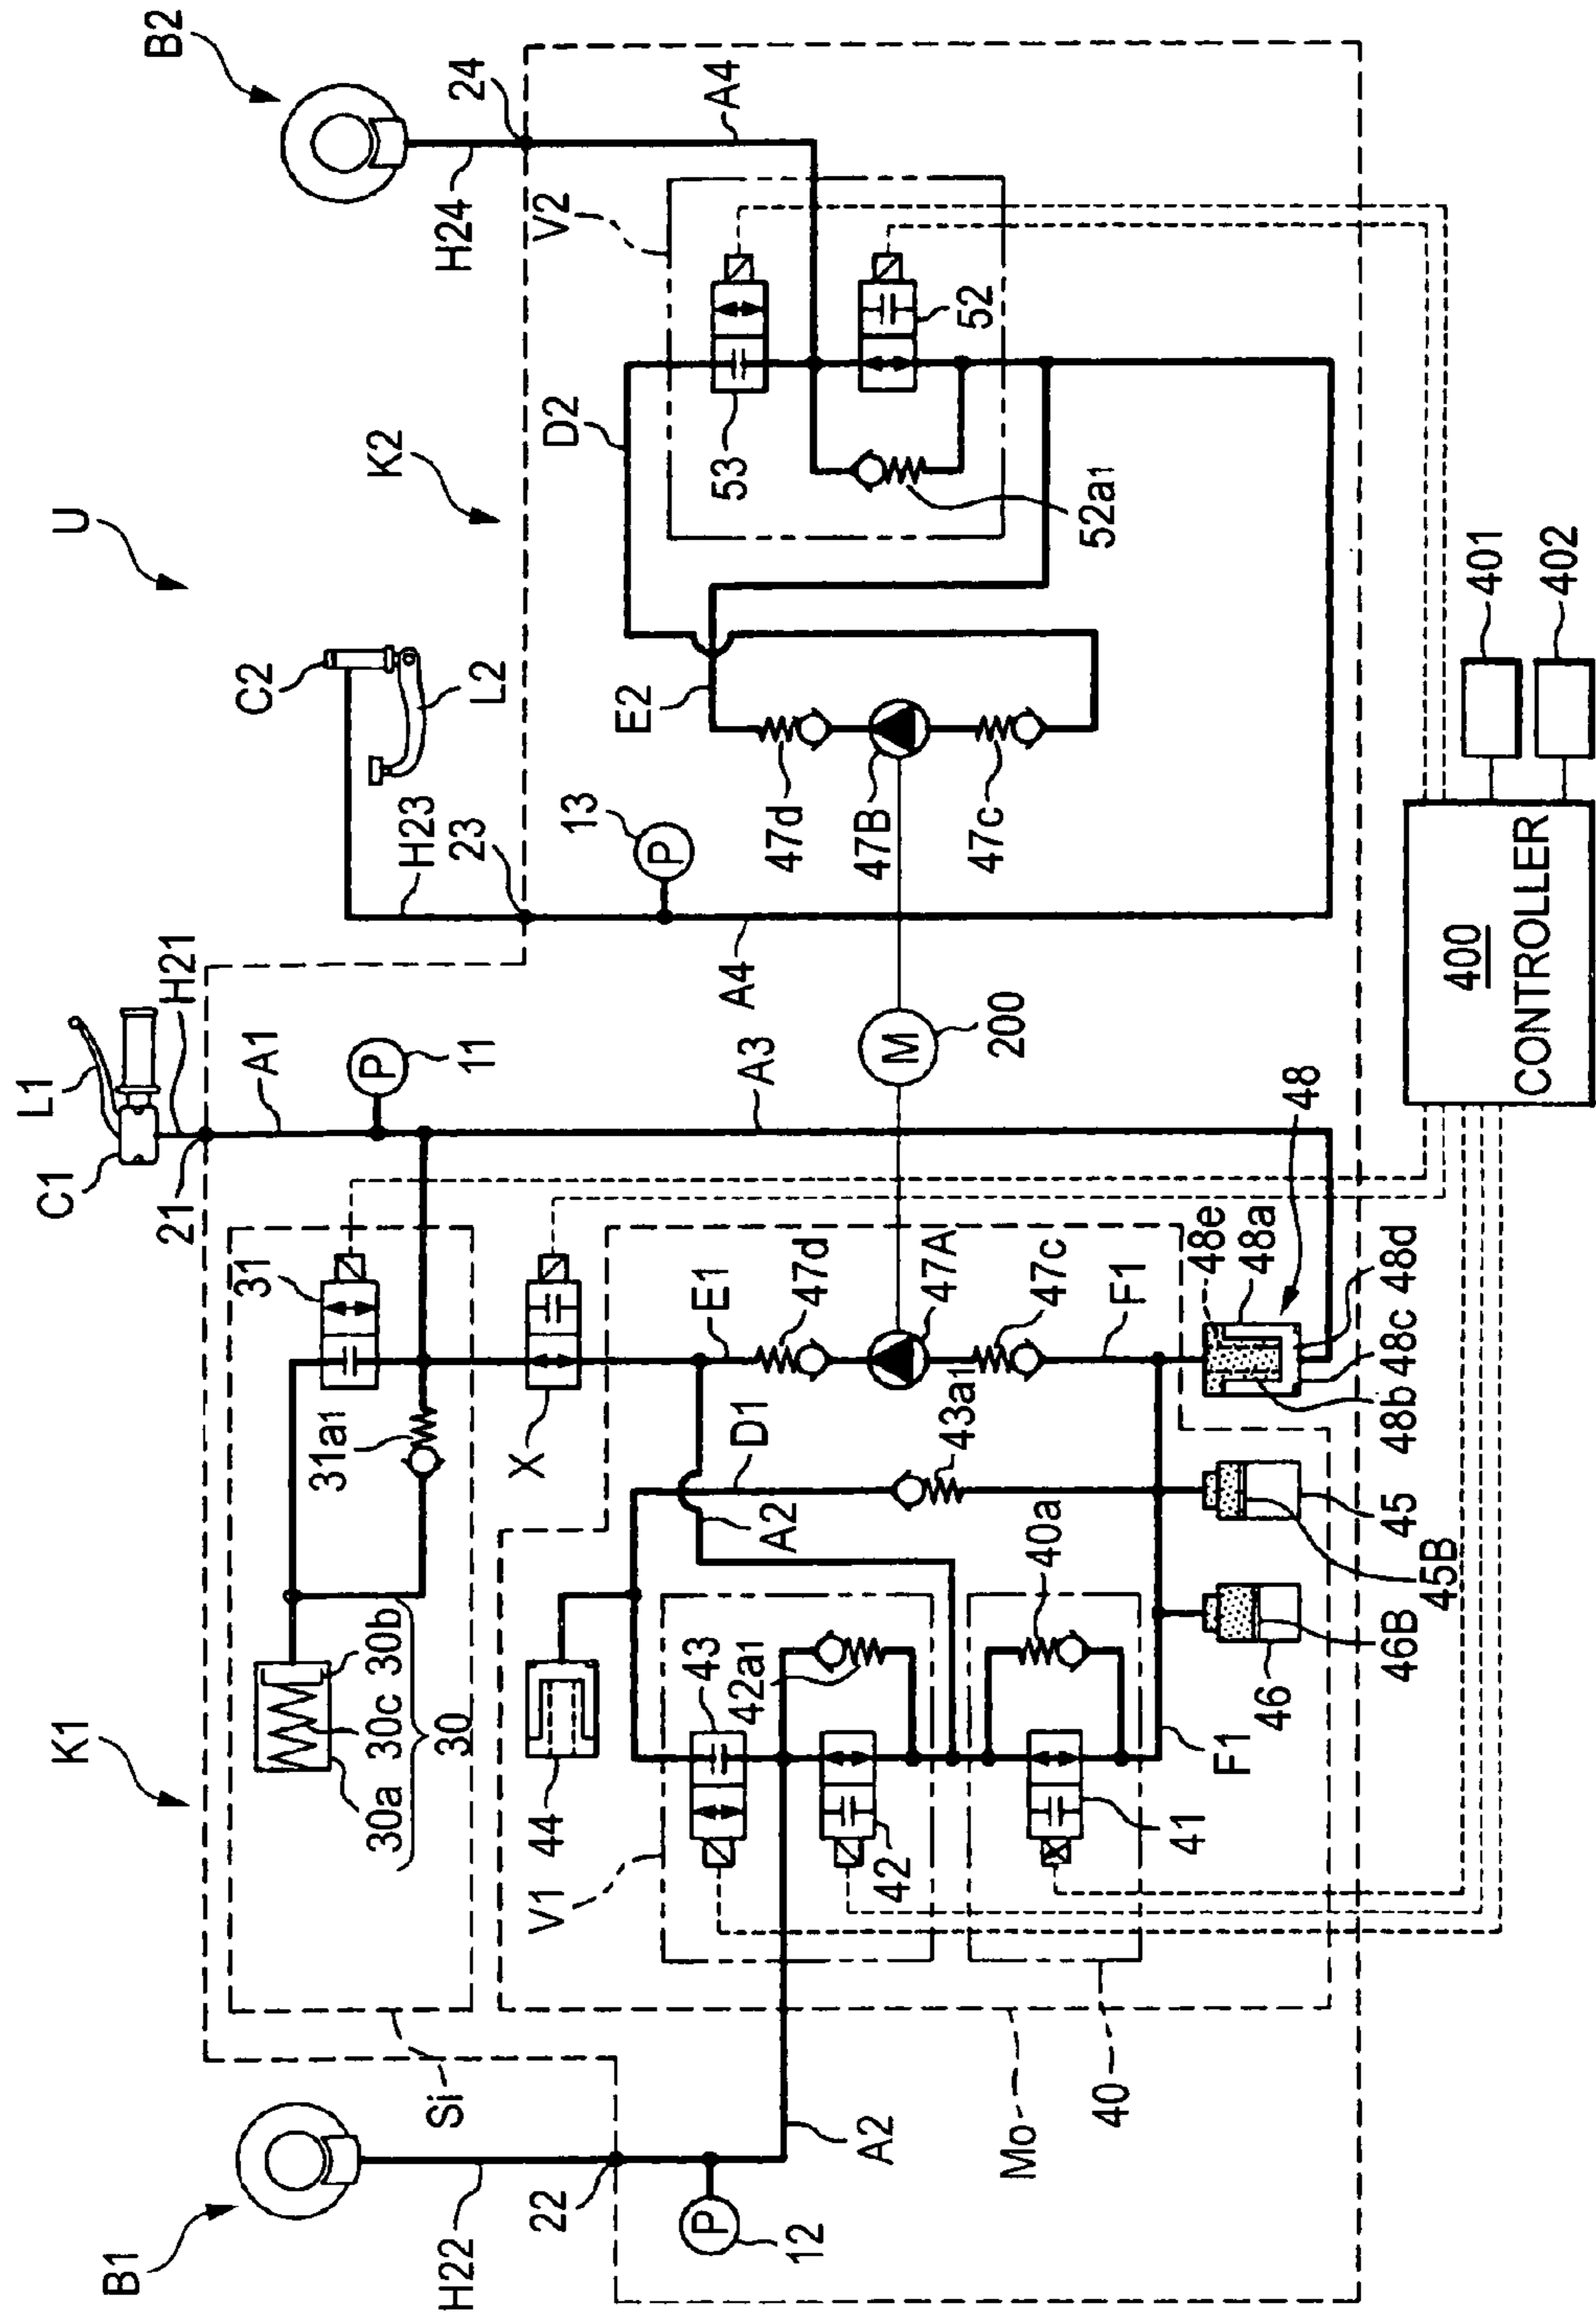 U
K1
K2
B1
H22
22
12
A2
Si
Mo
40
V1
30a
30c
30b
30
44
43
42a1
42
41
40a
F1
46
46B
45B
45
31
31a1
X
D1
A2
E1
47d
47A
47c
43a1
F1
48e
48a
48
48d
48c
48b
C1
L1
H21
21
A1
P
11
A3
M
200
C2
L2
H23
23
P
13
A4
E2
47d
47B
47c
D2
53
52
52a1
V2
B2
H24
24
A4
P
400
CONTROLLER
401
402